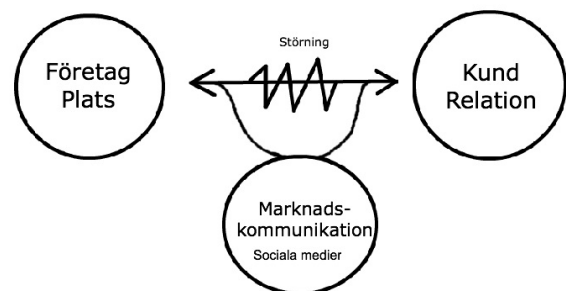 Störning
Företag
Plats
Kund
Relation
Marknads-
kommunikation
Sociala medier